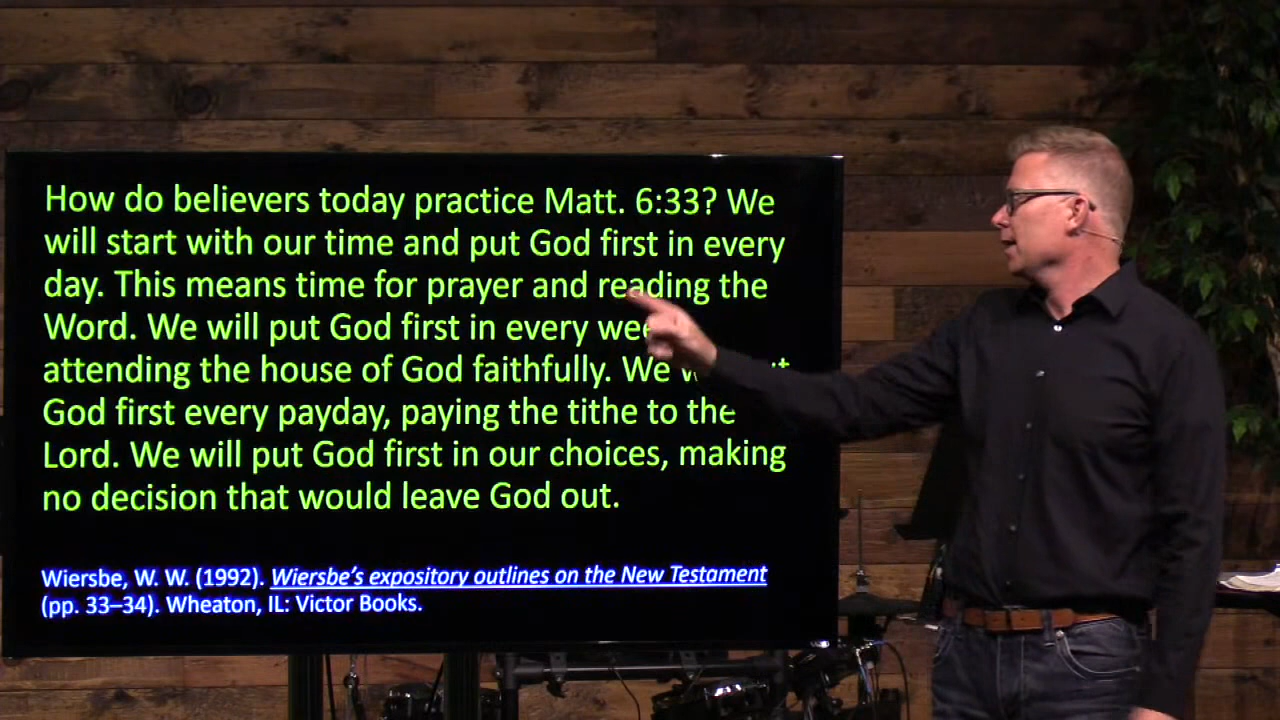 How do believers today practice Matt. 6:33? We
will start with our time and put God first in every
day. This means time for prayer and reading the
Word. We will put God first in every
attending the house of God faithfully. We
God first every payday, paying the tithe to the
Lord. We will put God first in our choices, making
no decision that would leave God out.
Wiersbe, W. W. (1992). Wiersbe's expository outlines on the New Testament
(pp. 33–34). Wheaton, IL: Victor Books.